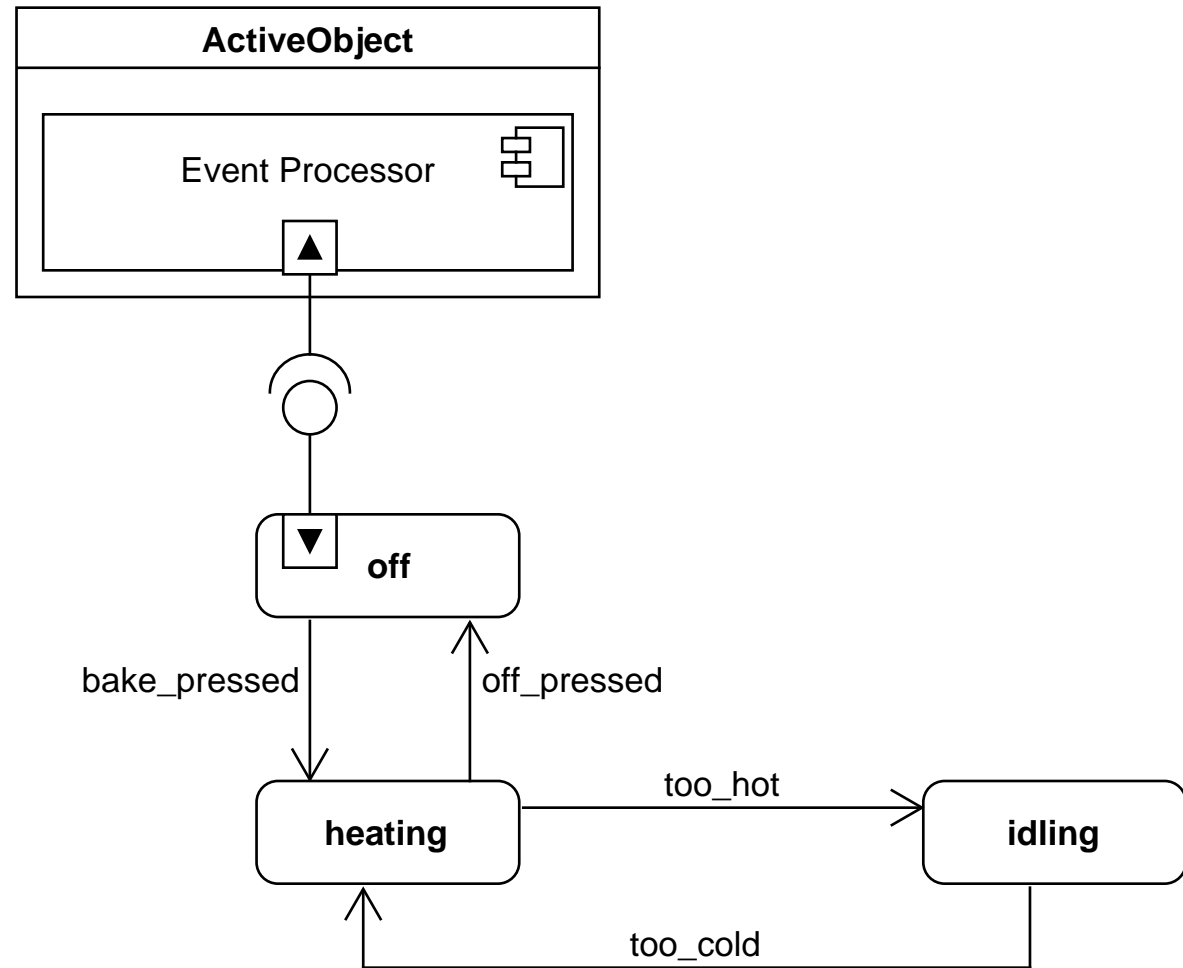 ActiveObject
Event Processor
off
bake_pressed
off_pressed
heating
too_hot
idling
too_cold